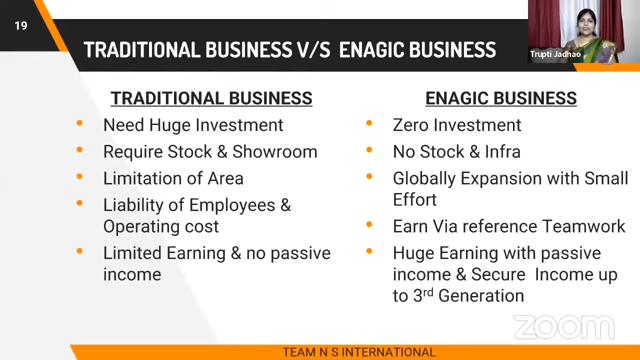 19
TRADITIONAL BUSINESS V/S ENAGIC BUSINESS
Trupti Jadhao
TRADITIONAL BUSINESS
• Need Huge Investment
• Require Stock & Showroom
• Limitation of Area
• Liability of Employees &
Operating cost
• Limited Earning & no passive
income
ENAGIC BUSINESS
• Zero Investment
• No Stock & Infra
• Globally Expansion with Small
Effort
• Earn Via reference Teamwork
• Huge Earning with passive
income & Secure Income up
to 3rd Generation
zoom
TEAM N S INTERNATIONAL